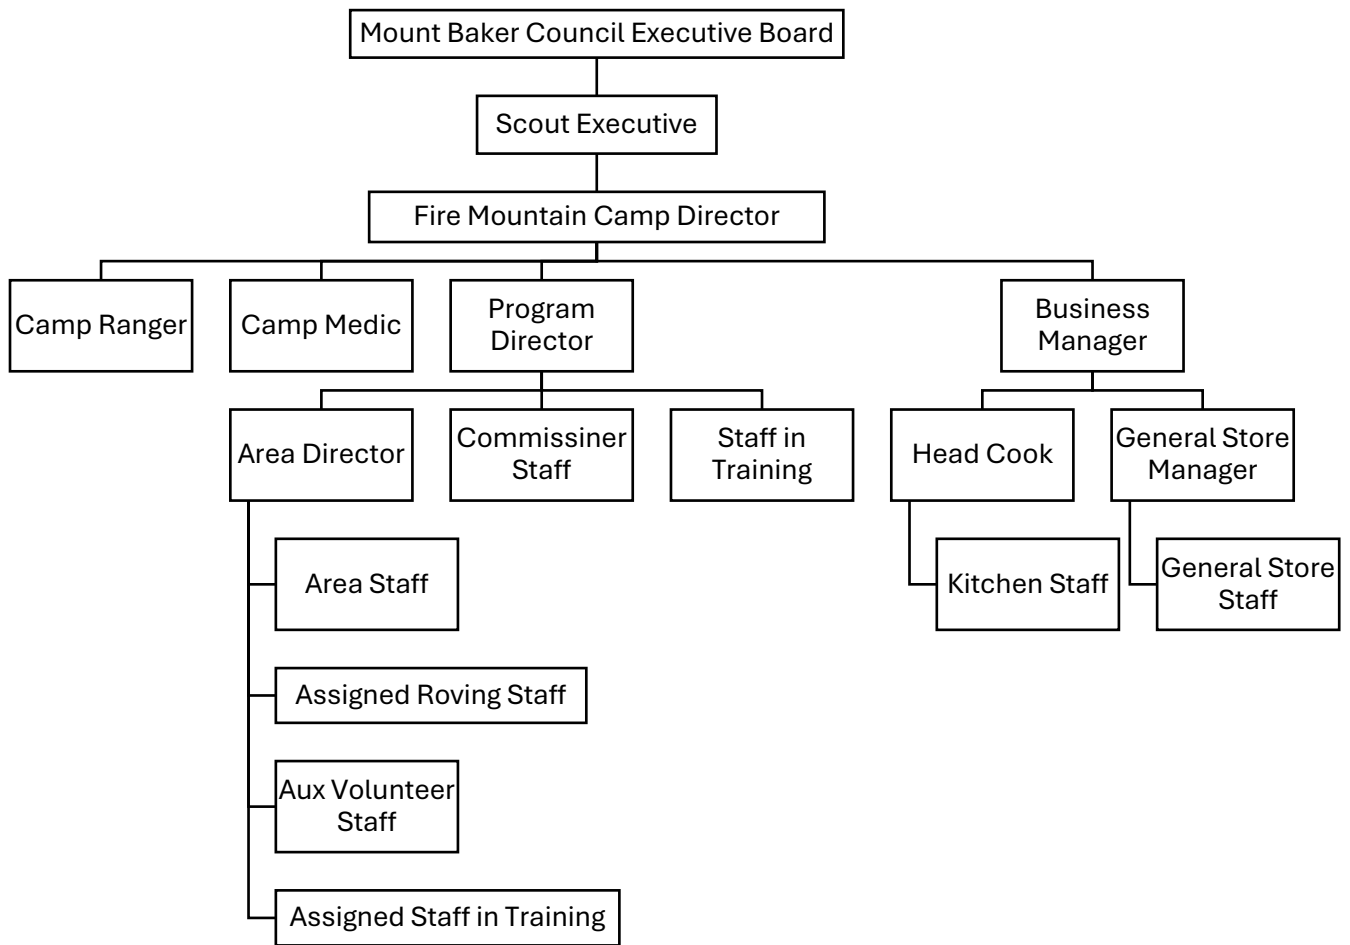 Mount Baker Council Executive Board
Scout Executive
Fire Mountain Camp Director
Camp Ranger
Camp Medic
Program
Director
Business
Manager
Area Director
Commissiner
Staff
Staff in
Training
Head Cook
General Store
Manager
Area Staff
Kitchen Staff
General Store
Staff
Assigned Roving Staff
Aux Volunteer
Staff
Assigned Staff in Training